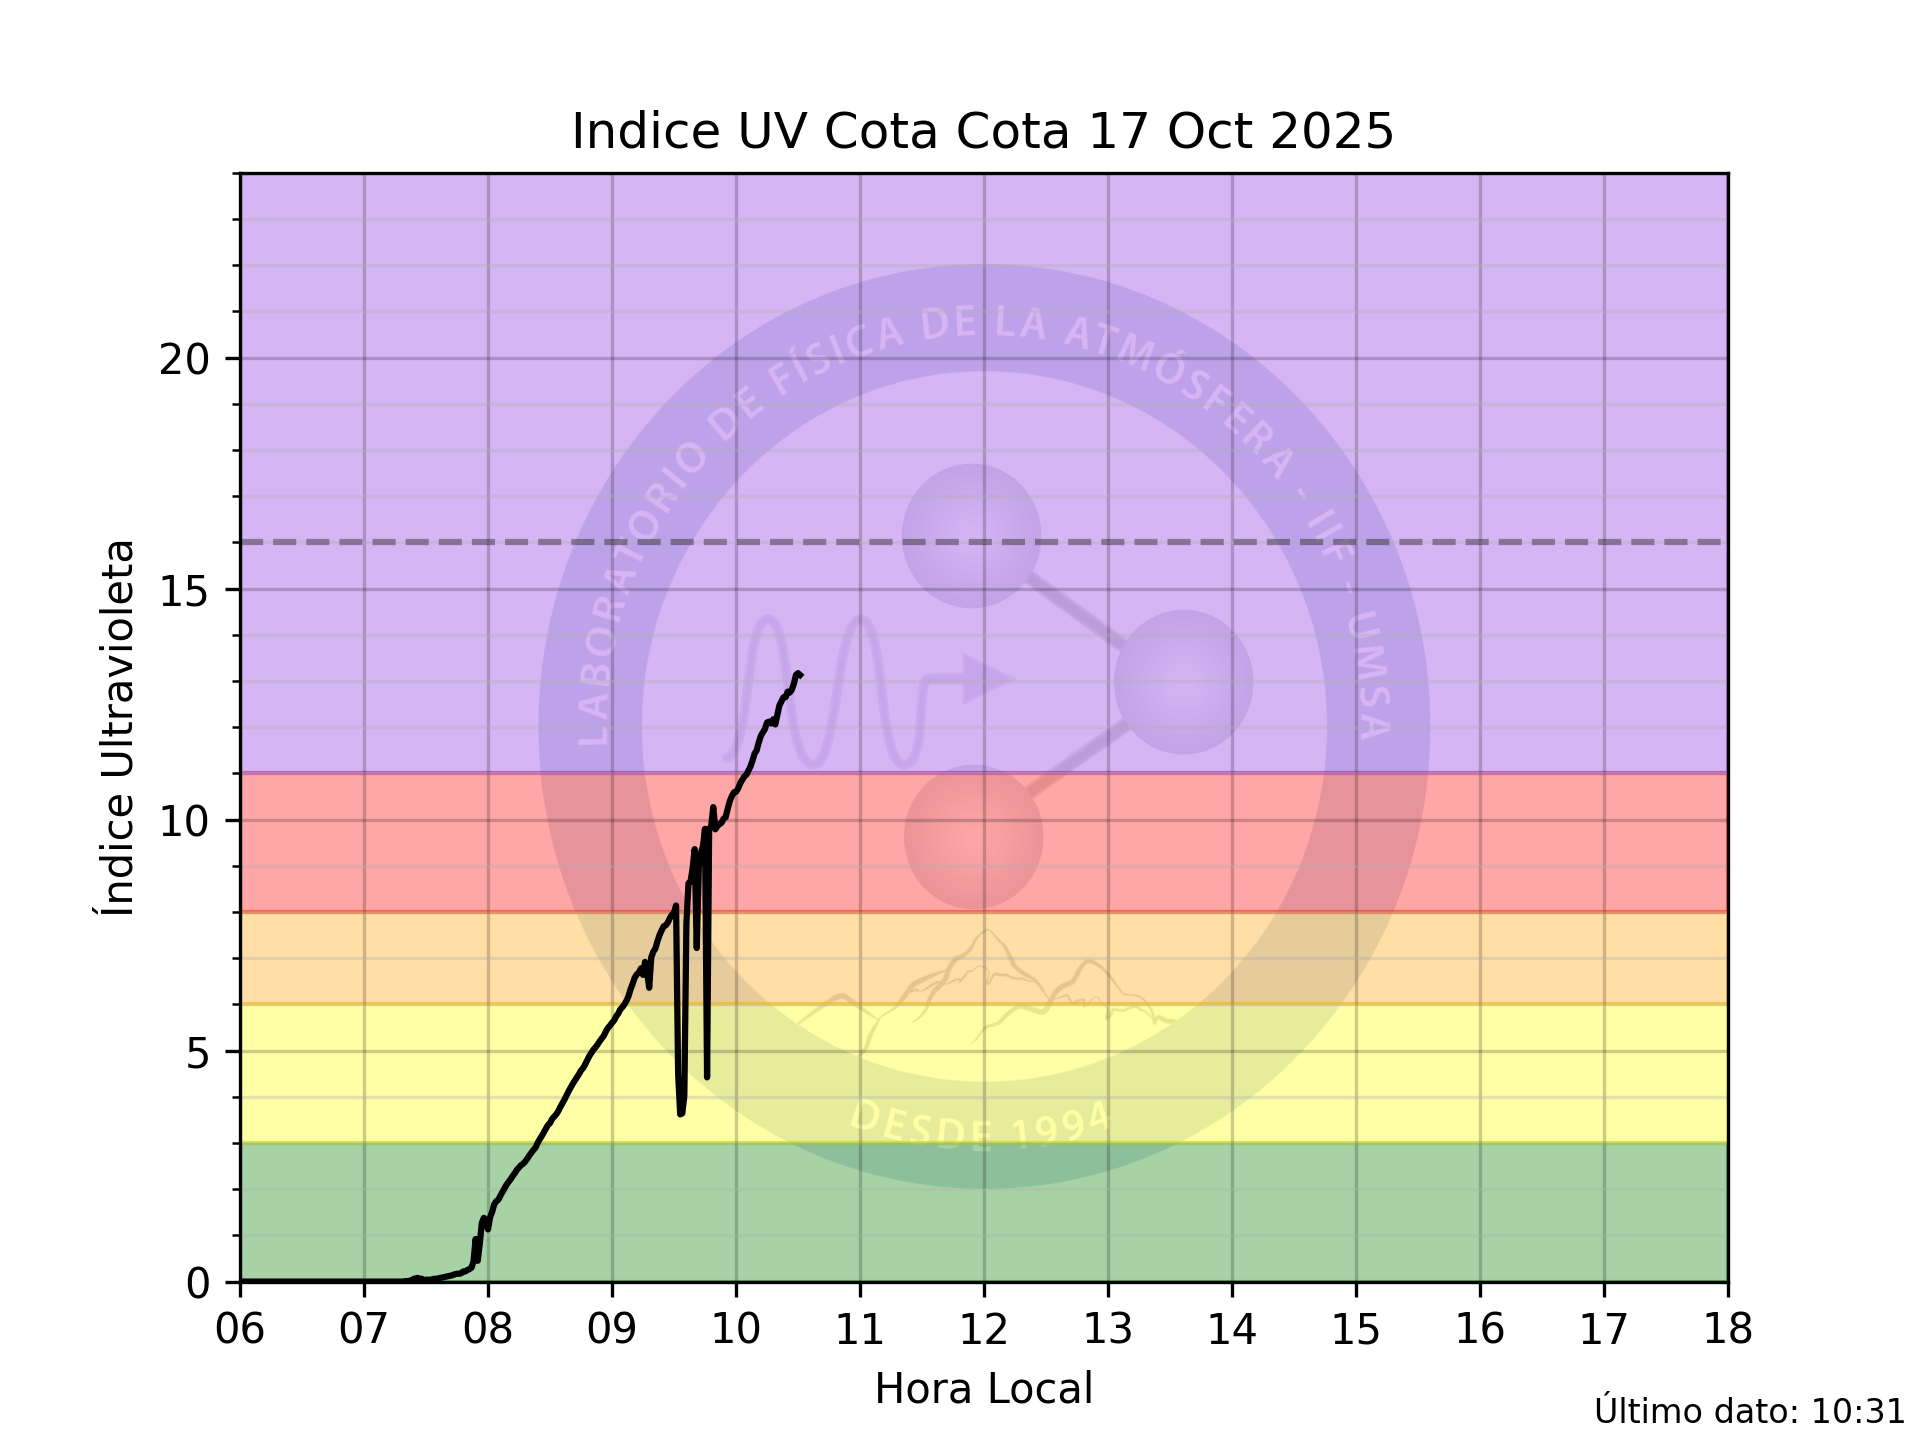 Indice UV Cota Cota 17 Oct 2025
LABORATORIO DE FÍSICA DE LA ATMÓSFERA - IIF - UMSA
DESDE 1994
Índice Ultravioleta
20
15
10
5
0
06 07 08 09 10 11 12 13 14 15 16 17 18
Hora Local
Último dato: 10:31